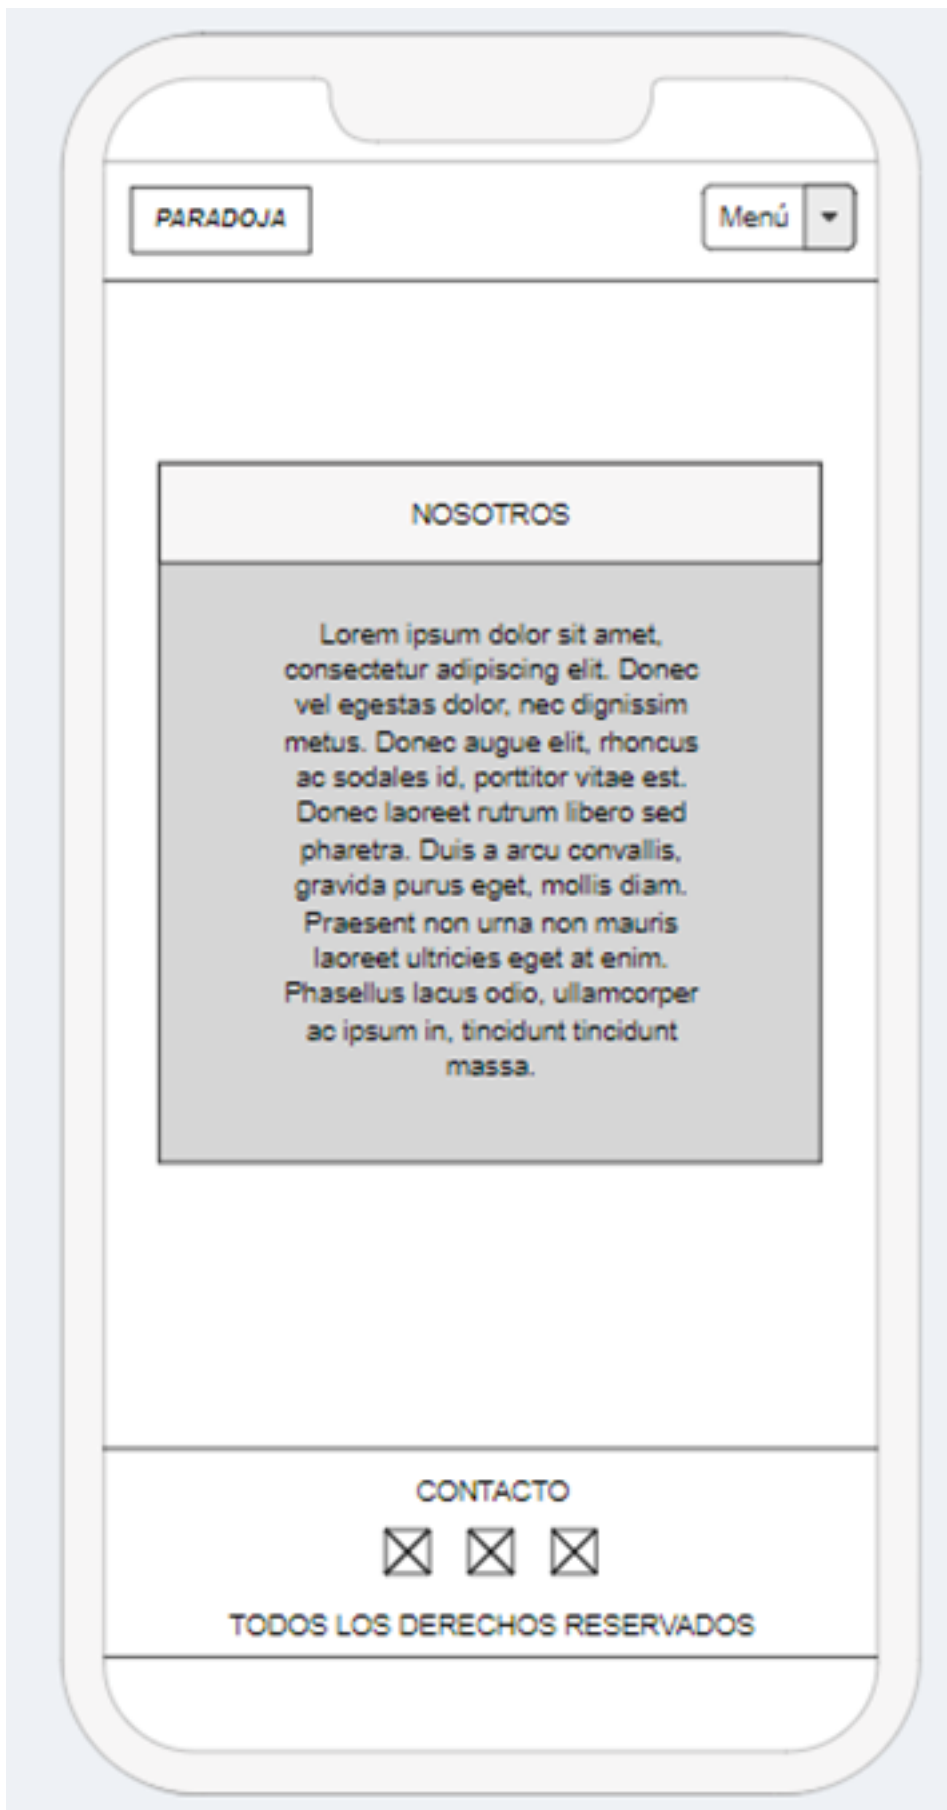 PARADOJA
Menú
NOSOTROS
Lorem ipsum dolor sit amet,
consectetur adipiscing elit. Donec
vel egestas dolor, nec dignissim
metus. Donec augue elit, rhoncus
ac sodales id, porttitor vitae est.
Donec laoreet rutrum libero sed
pharetra. Duis a arcu convallis,
gravida purus eget, mollis diam.
Praesent non urna non mauris
laoreet ultricies eget at enim.
Phasellus lacus odio, ullamcorper
ac ipsum in, tincidunt tincidunt
massa.
CONTACTO
TODOS LOS DERECHOS RESERVADOS